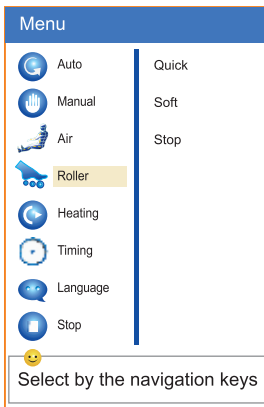 Menu
Auto
Manual
Air
Roller
Heating
Timing
Language
Stop
Quick
Soft
Stop
Select by the navigation keys